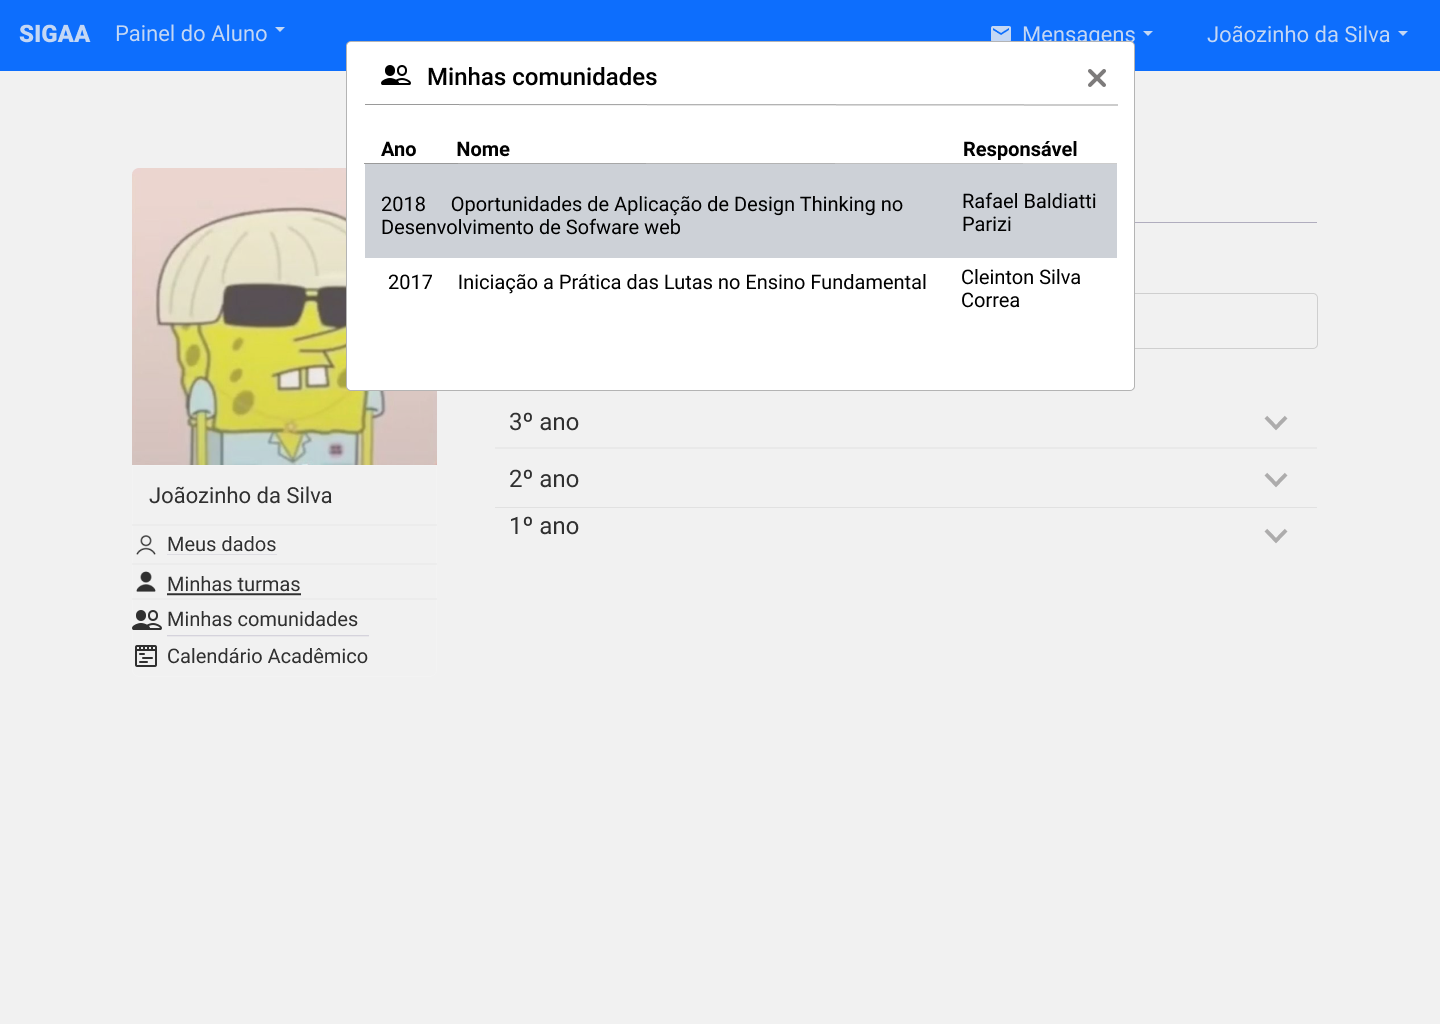 SIGAA Painel do Aluno Mensagens Joãozinho da Silva
Minhas comunidades
Ano Nome Responsável
2018 Oportunidades de Aplicação de Design Thinking no
Desenvolvimento de Sofware web
Rafael Baldiatti
Parizi
2017 Iniciação a Prática das Lutas no Ensino Fundamental
Cleinton Silva
Correa
3º ano
2º ano
1º ano
Joãozinho da Silva
Meus dados
Minhas turmas
Minhas comunidades
Calendário Acadêmico